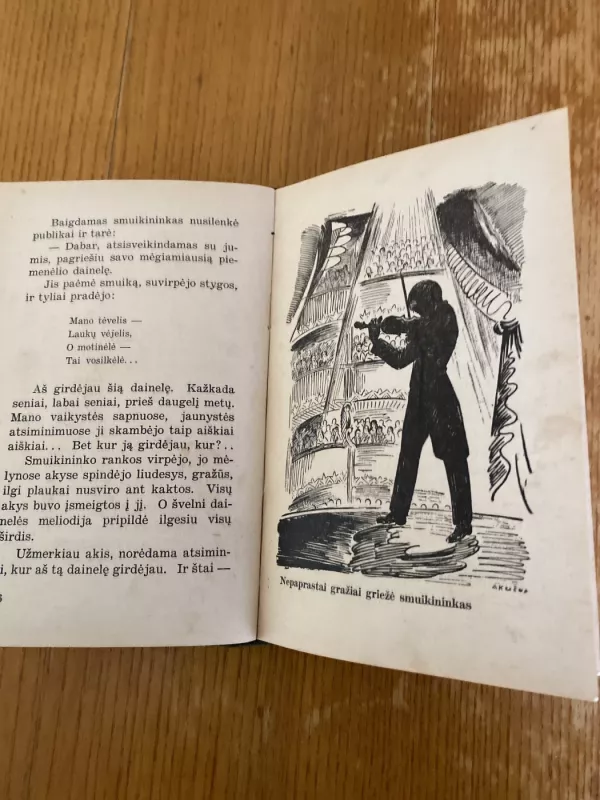 Baigdamas smuikininkas nusilenkė
publikai ir tarė:
— Dabar, atsisveikindamas su ju-
mis, pagriešiu savo mėgiamiausią pie-
menėlio dainelę.
Jis paėmė smuiką, suvirpėjo stygos,
ir tyliai pradėjo:
Mano tėvelis —
Laukų vėjelis,
O motinėlė —
Tai vosilkėlė...
Aš girdėjau šią dainelę. Kažkada
seniai, labai seniai, prieš daugelį metų.
Mano vaikystės sapnuose, jaunystės
atsiminimuose ji skambėjo taip aiškiai
aiškiai... Bet kur ją girdėjau, kur?..
Smuikininko rankos virpėjo, jo mė-
lynose akyse spindėjo liudesys, gražūs,
ilgi plaukai nusviro ant kaktos. Visų
akys buvo įsmeigtos į jį. O švelni dai-
nelės meliodija pripildė ilgesiu visų
širdis.
Užmerkiau akis, norėdama atsimin-
i, kur aš tą dainelę girdėjau. Ir štai —
Nepaprastai gražiai griežė smuikininkas